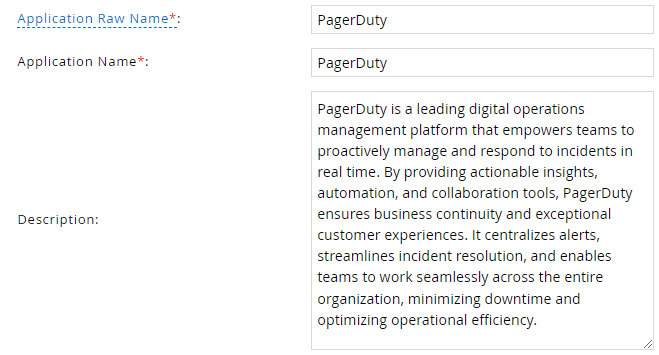 Application Raw Name*: PagerDuty
Application Name*: PagerDuty
Description:
PagerDuty is a leading digital operations
management platform that empowers teams to
proactively manage and respond to incidents in
real time. By providing actionable insights,
automation, and collaboration tools, PagerDuty
ensures business continuity and exceptional
customer experiences. It centralizes alerts,
streamlines incident resolution, and enables
teams to work seamlessly across the entire
organization, minimizing downtime and
optimizing operational efficiency.